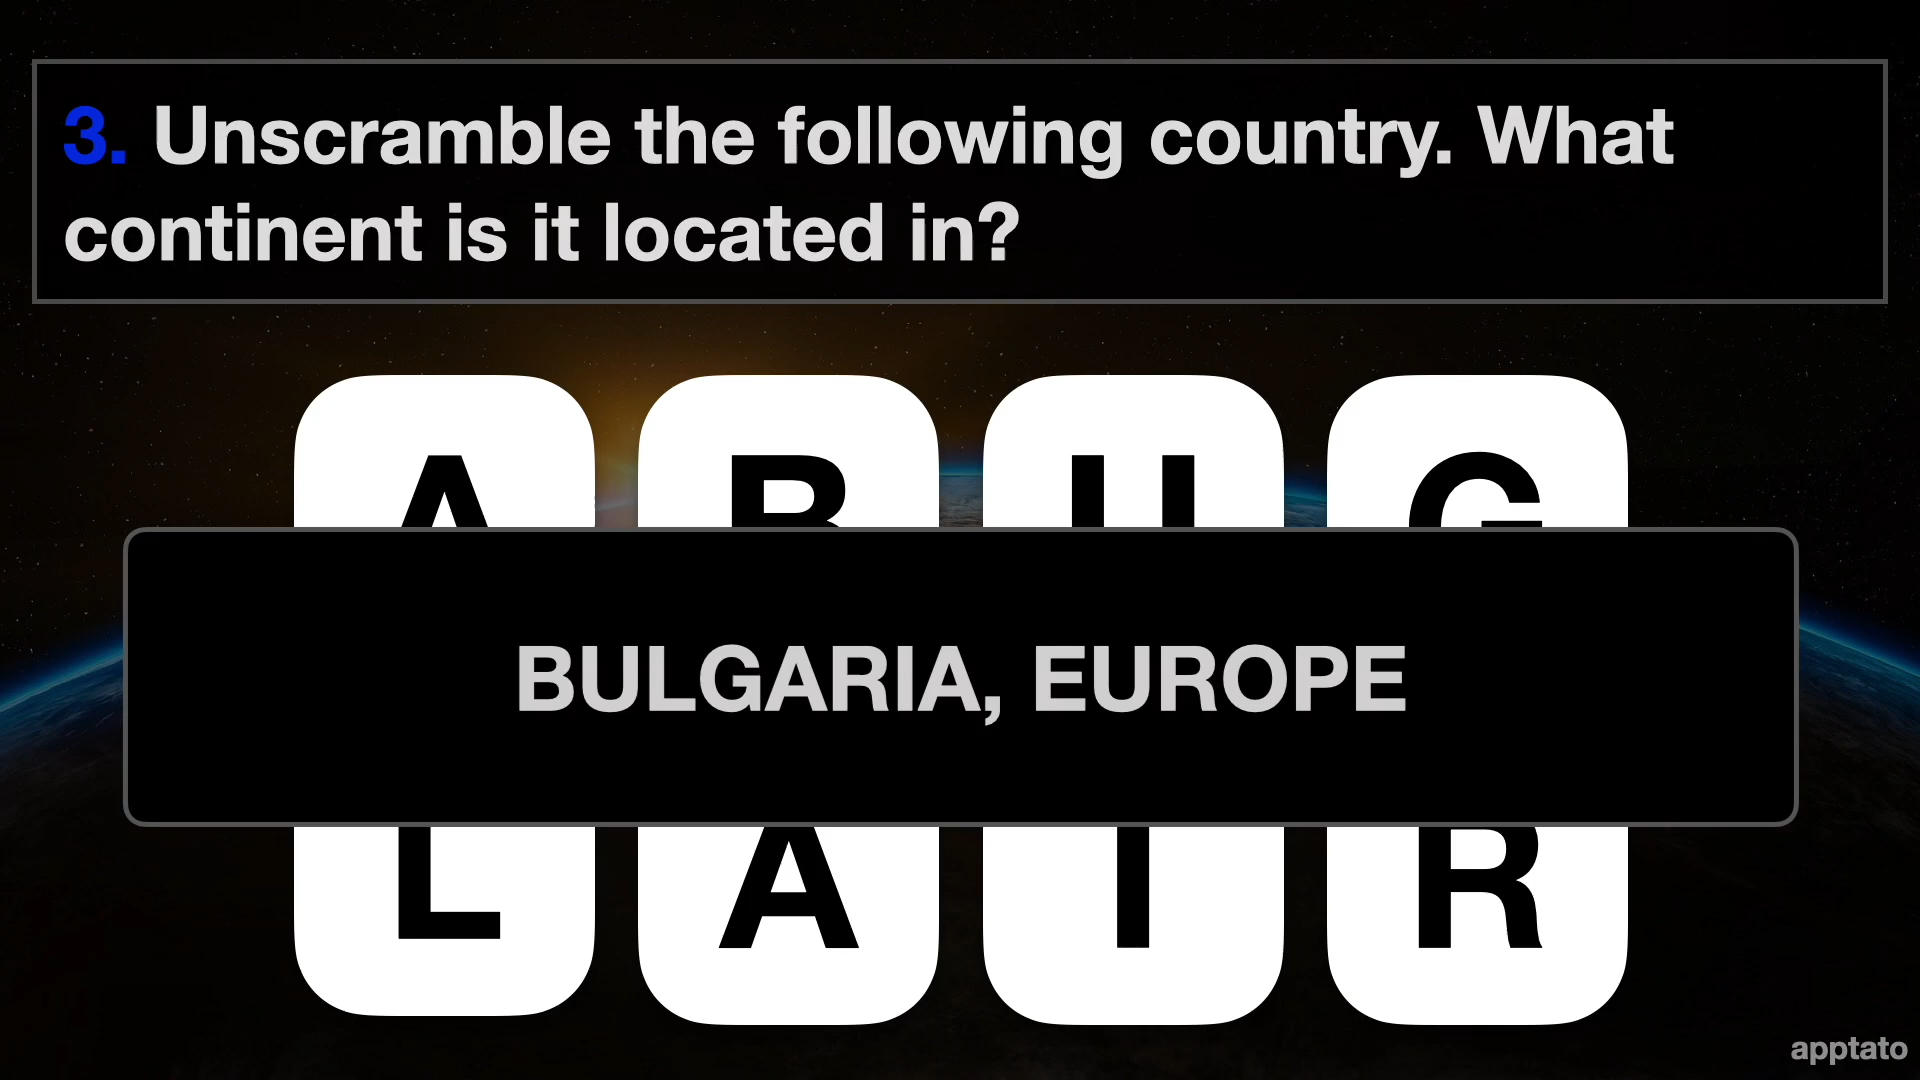 3. Unscramble the following country. What
continent is it located in?
A B U G
BULGARIA, EUROPE
L A I R
apptato